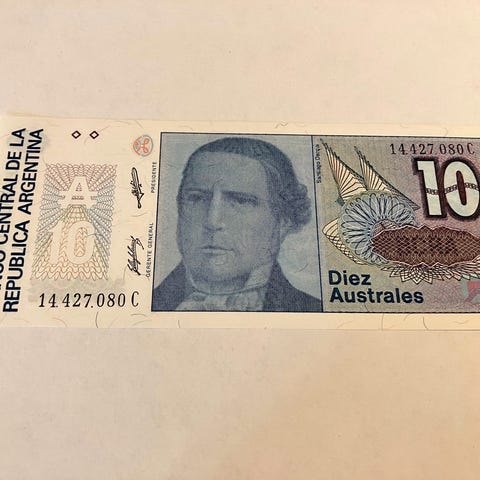 CENTRAL DE LA
REPUBLICA ARGENTINA
A
10
14.427.080 C
PRESIDENTE
GERENTE GENERAL
Santiago Derqui
14.427.080 C
10
Diez
Australes